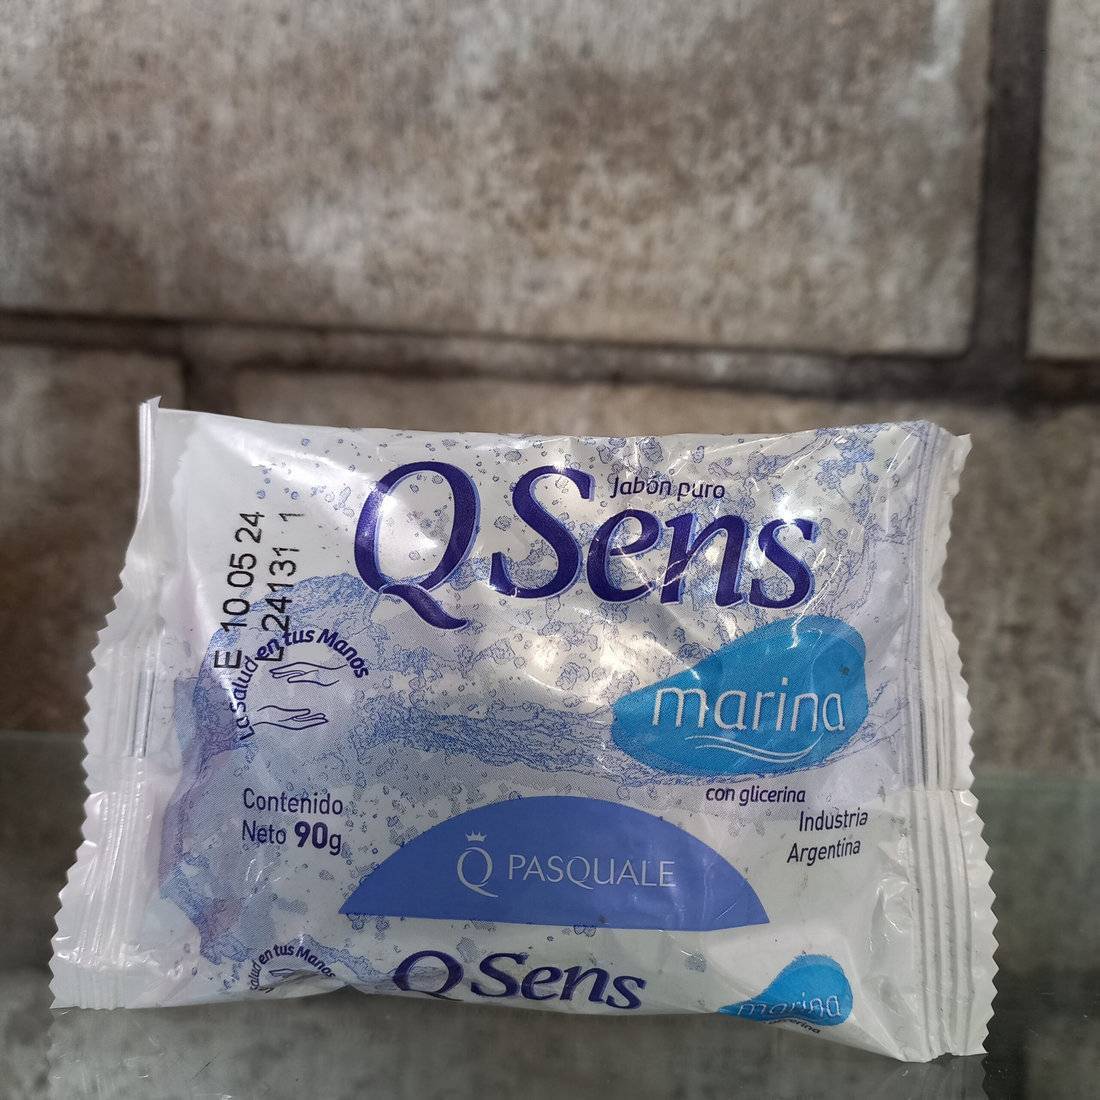 Jabón puro
Q Sens
E 10 05 24
L 24131 1
La Salud en tus Manos
marina
con glicerina
Contenido
Neto 90g
Industria
Argentina
Q PASQUALE
Salud en tus Manos
Q Sens
marina
glicerina